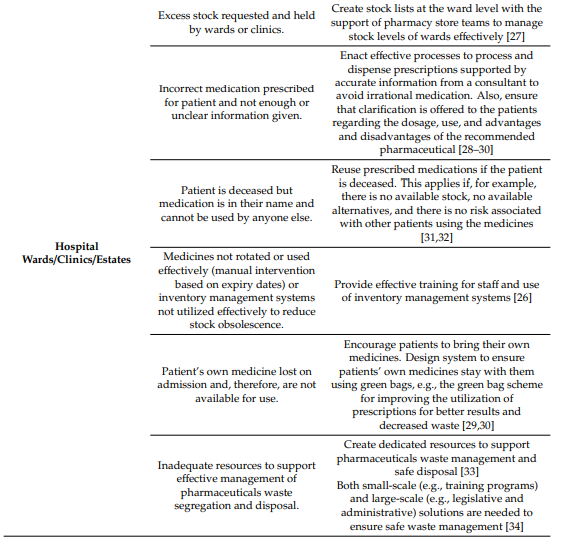 Excess stock requested and held
by wards or clinics.
Create stock lists at the ward level with the
support of pharmacy store teams to manage
stock levels of wards effectively [27]
Incorrect medication prescribed
for patient and not enough or
unclear information given.
Enact effective processes to process and
dispense prescriptions supported by
accurate information from a consultant to
avoid irrational medication. Also, ensure
that clarification is offered to the patients
regarding the dosage, use, and advantages
and disadvantages of the recommended
pharmaceutical [28–30]
Hospital
Wards/Clinics/Estates
Patient is deceased but
medication is in their name and
cannot be used by anyone else.
Reuse prescribed medications if the patient
is deceased. This applies if, for example,
there is no available stock, no available
alternatives, and there is no risk associated
with other patients using the medicines
[31,32]
Medicines not rotated or used
effectively (manual intervention
based on expiry dates) or
inventory management systems
not utilized effectively to reduce
stock obsolescence.
Provide effective training for staff and use
of inventory management systems [26]
Patient's own medicine lost on
admission and, therefore, are not
available for use.
Encourage patients to bring their own
medicines. Design system to ensure
patients' own medicines stay with them
using green bags, e.g., the green bag scheme
for improving the utilization of
prescriptions for better results and
decreased waste [29,30]
Inadequate resources to support
effective management of
pharmaceuticals waste
segregation and disposal.
Create dedicated resources to support
pharmaceuticals waste management and
safe disposal [33]
Both small-scale (e.g., training programs)
and large-scale (e.g., legislative and
administrative) solutions are needed to
ensure safe waste management [34]